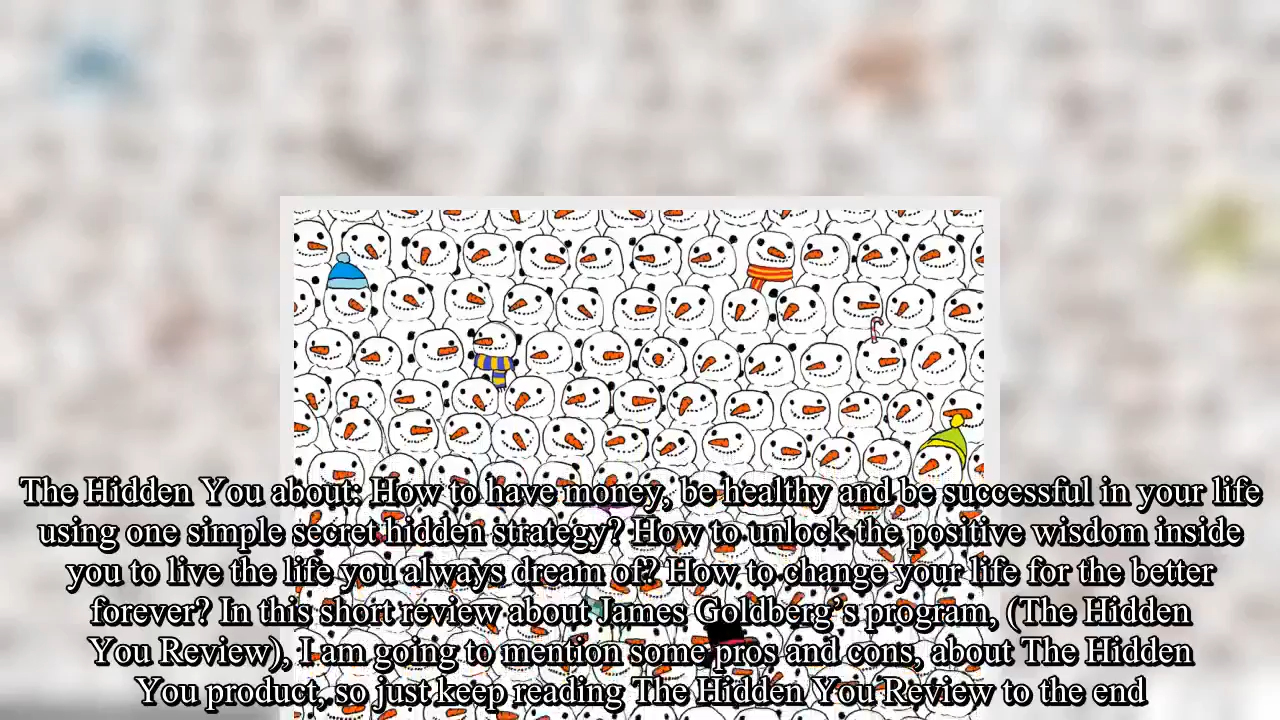 The Hidden You about: How to have money, be healthy and be successful in your life
using one simple secret hidden strategy? How to unlock the positive wisdom inside
you to live the life you always dream of? How to change your life for the better
forever? In this short review about James Goldberg’s program, (The Hidden
You Review), I am going to mention some pros and cons, about The Hidden
You product, so just keep reading The Hidden You Review to the end